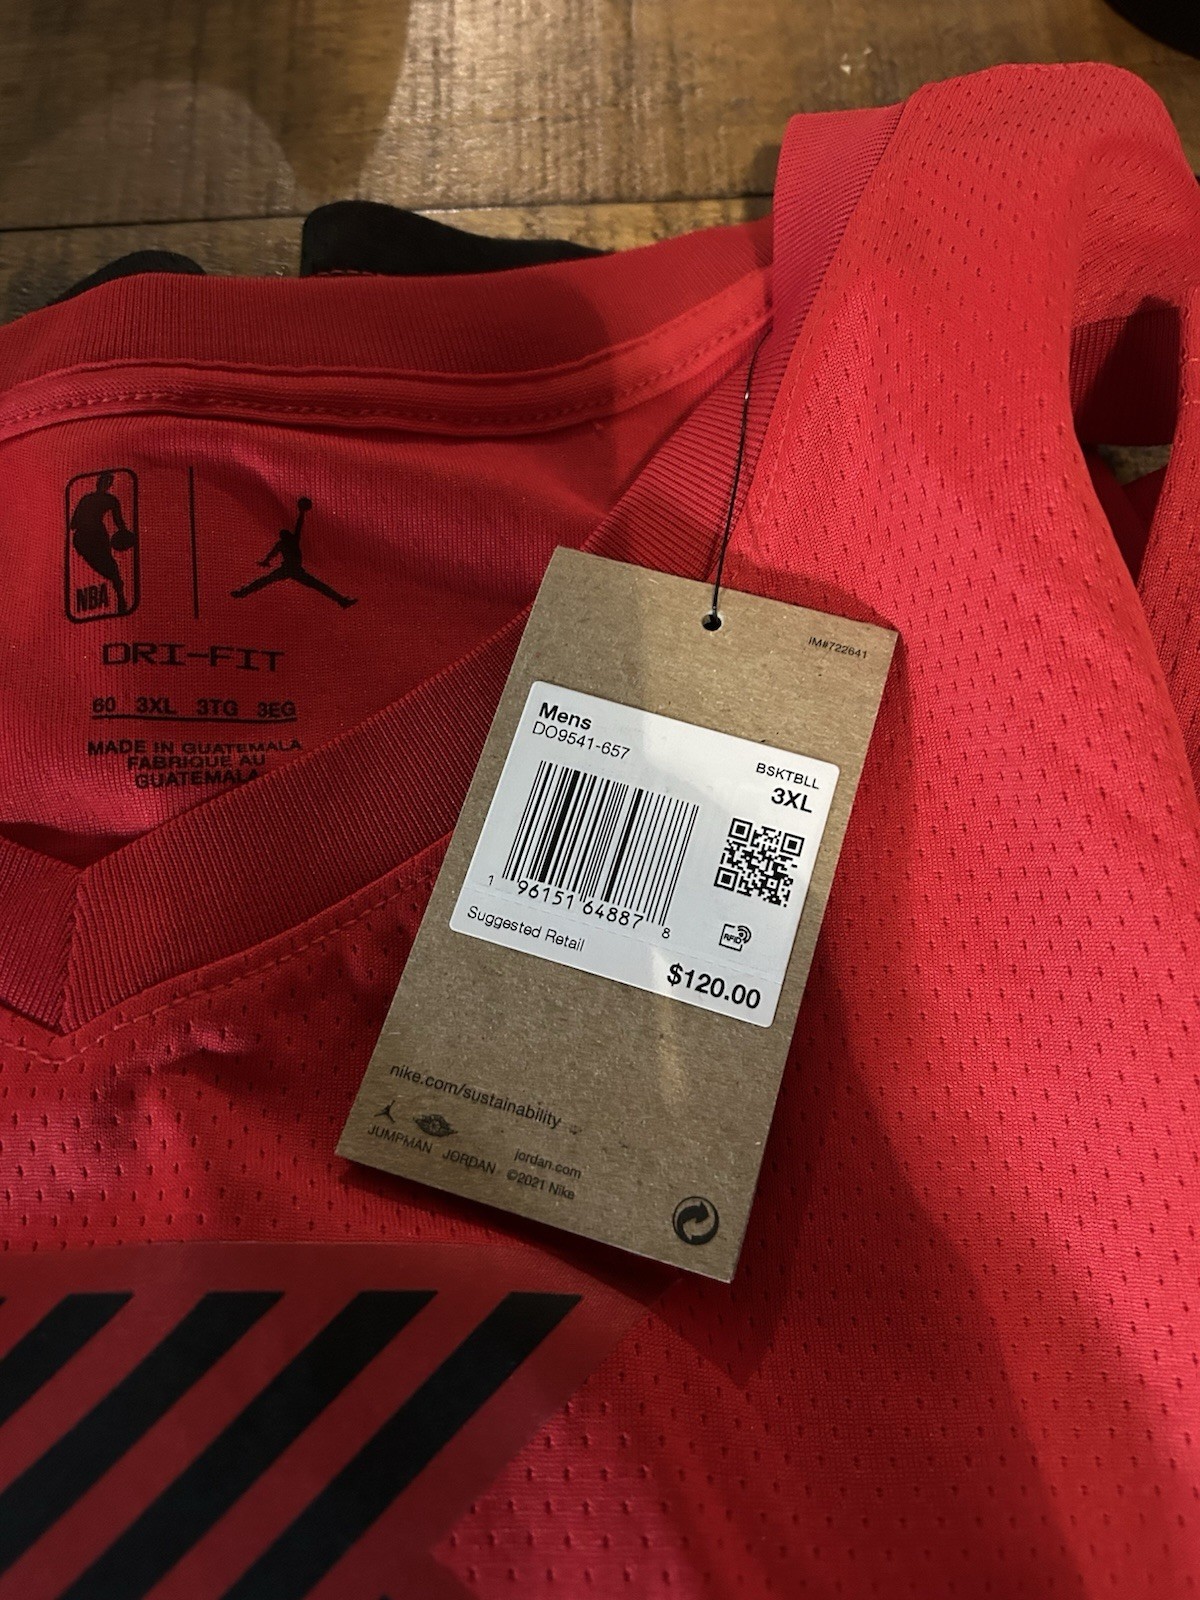 NBA
DRI-FIT
60 3XL 3TG 3EG
MADE IN GUATEMALA
FABRIQUE AU
GUATEMALA
IM#722641
Mens
DO9541-657
BSKTBLL
3XL
1 96151 64887 8
RFID
Suggested Retail
$120.00
nike.com/sustainability
JUMPMAN JORDAN
jordan.com
©2021 Nike